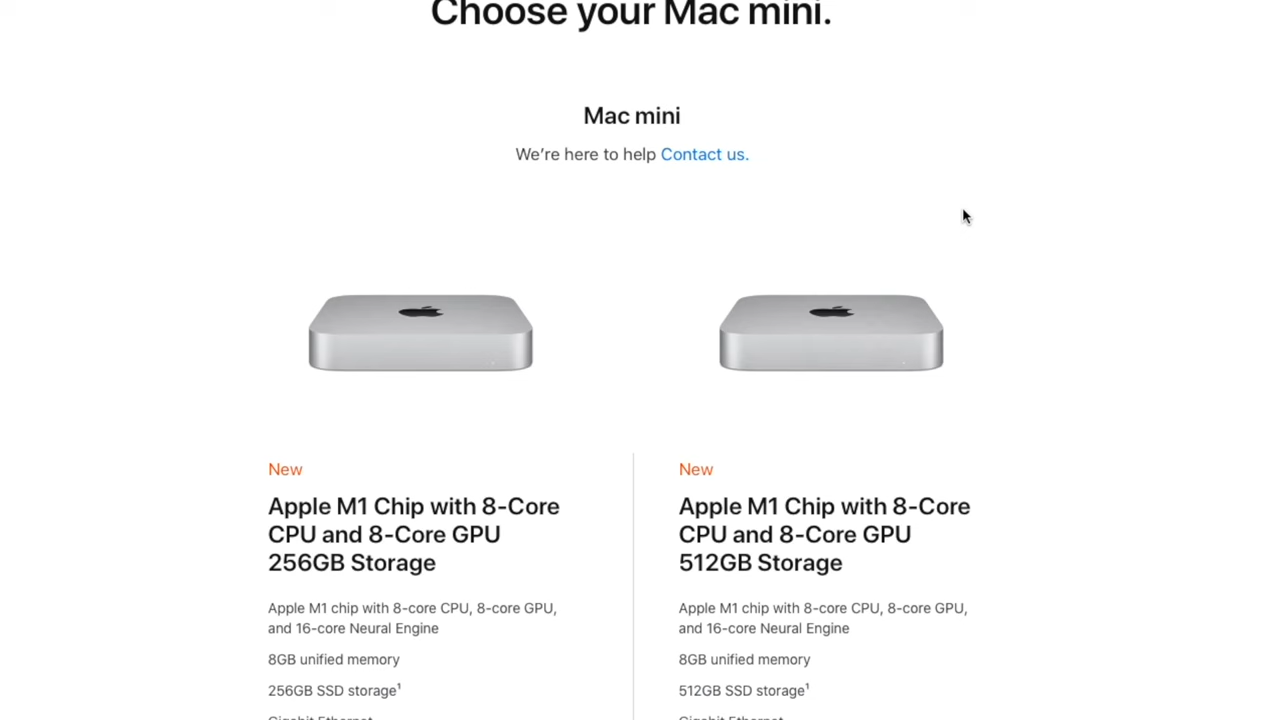 Choose your Mac mini.
Mac mini
We're here to help Contact us.
New
Apple M1 Chip with 8-Core
CPU and 8-Core GPU
256GB Storage
Apple M1 chip with 8-core CPU, 8-core GPU,
and 16-core Neural Engine
8GB unified memory
256GB SSD storage¹
Gigabit Ethernet
New
Apple M1 Chip with 8-Core
CPU and 8-Core GPU
512GB Storage
Apple M1 chip with 8-core CPU, 8-core GPU,
and 16-core Neural Engine
8GB unified memory
512GB SSD storage¹
Gigabit Ethernet